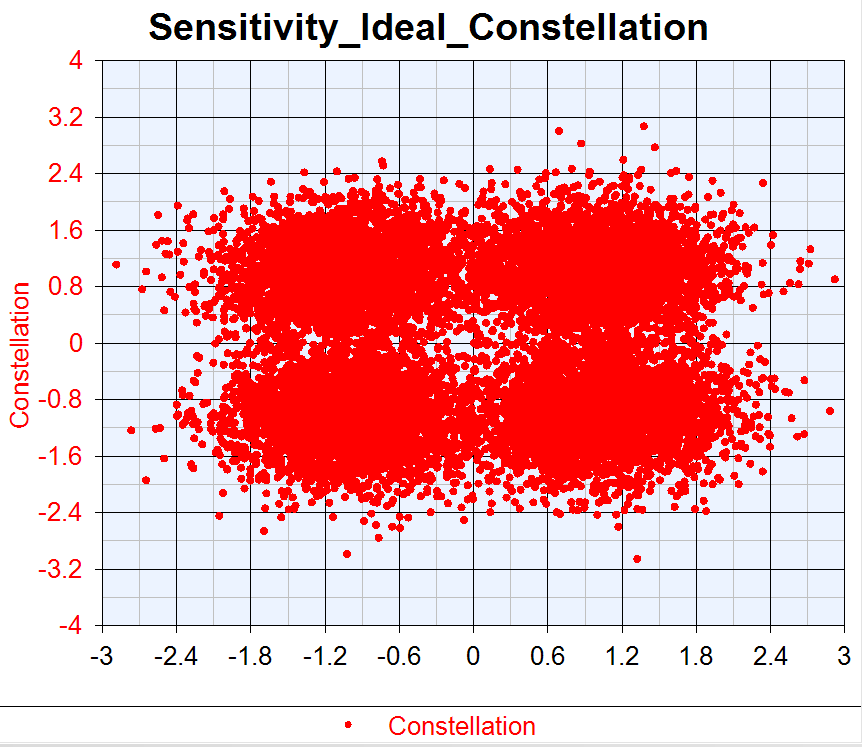 Sensitivity_Ideal_Constellation
4
3.2
2.4
1.6
0.8
0
-0.8
-1.6
-2.4
-3.2
-4
Constellation
-3 -2.4 -1.8 -1.2 -0.6 0 0.6 1.2 1.8 2.4 3
Constellation